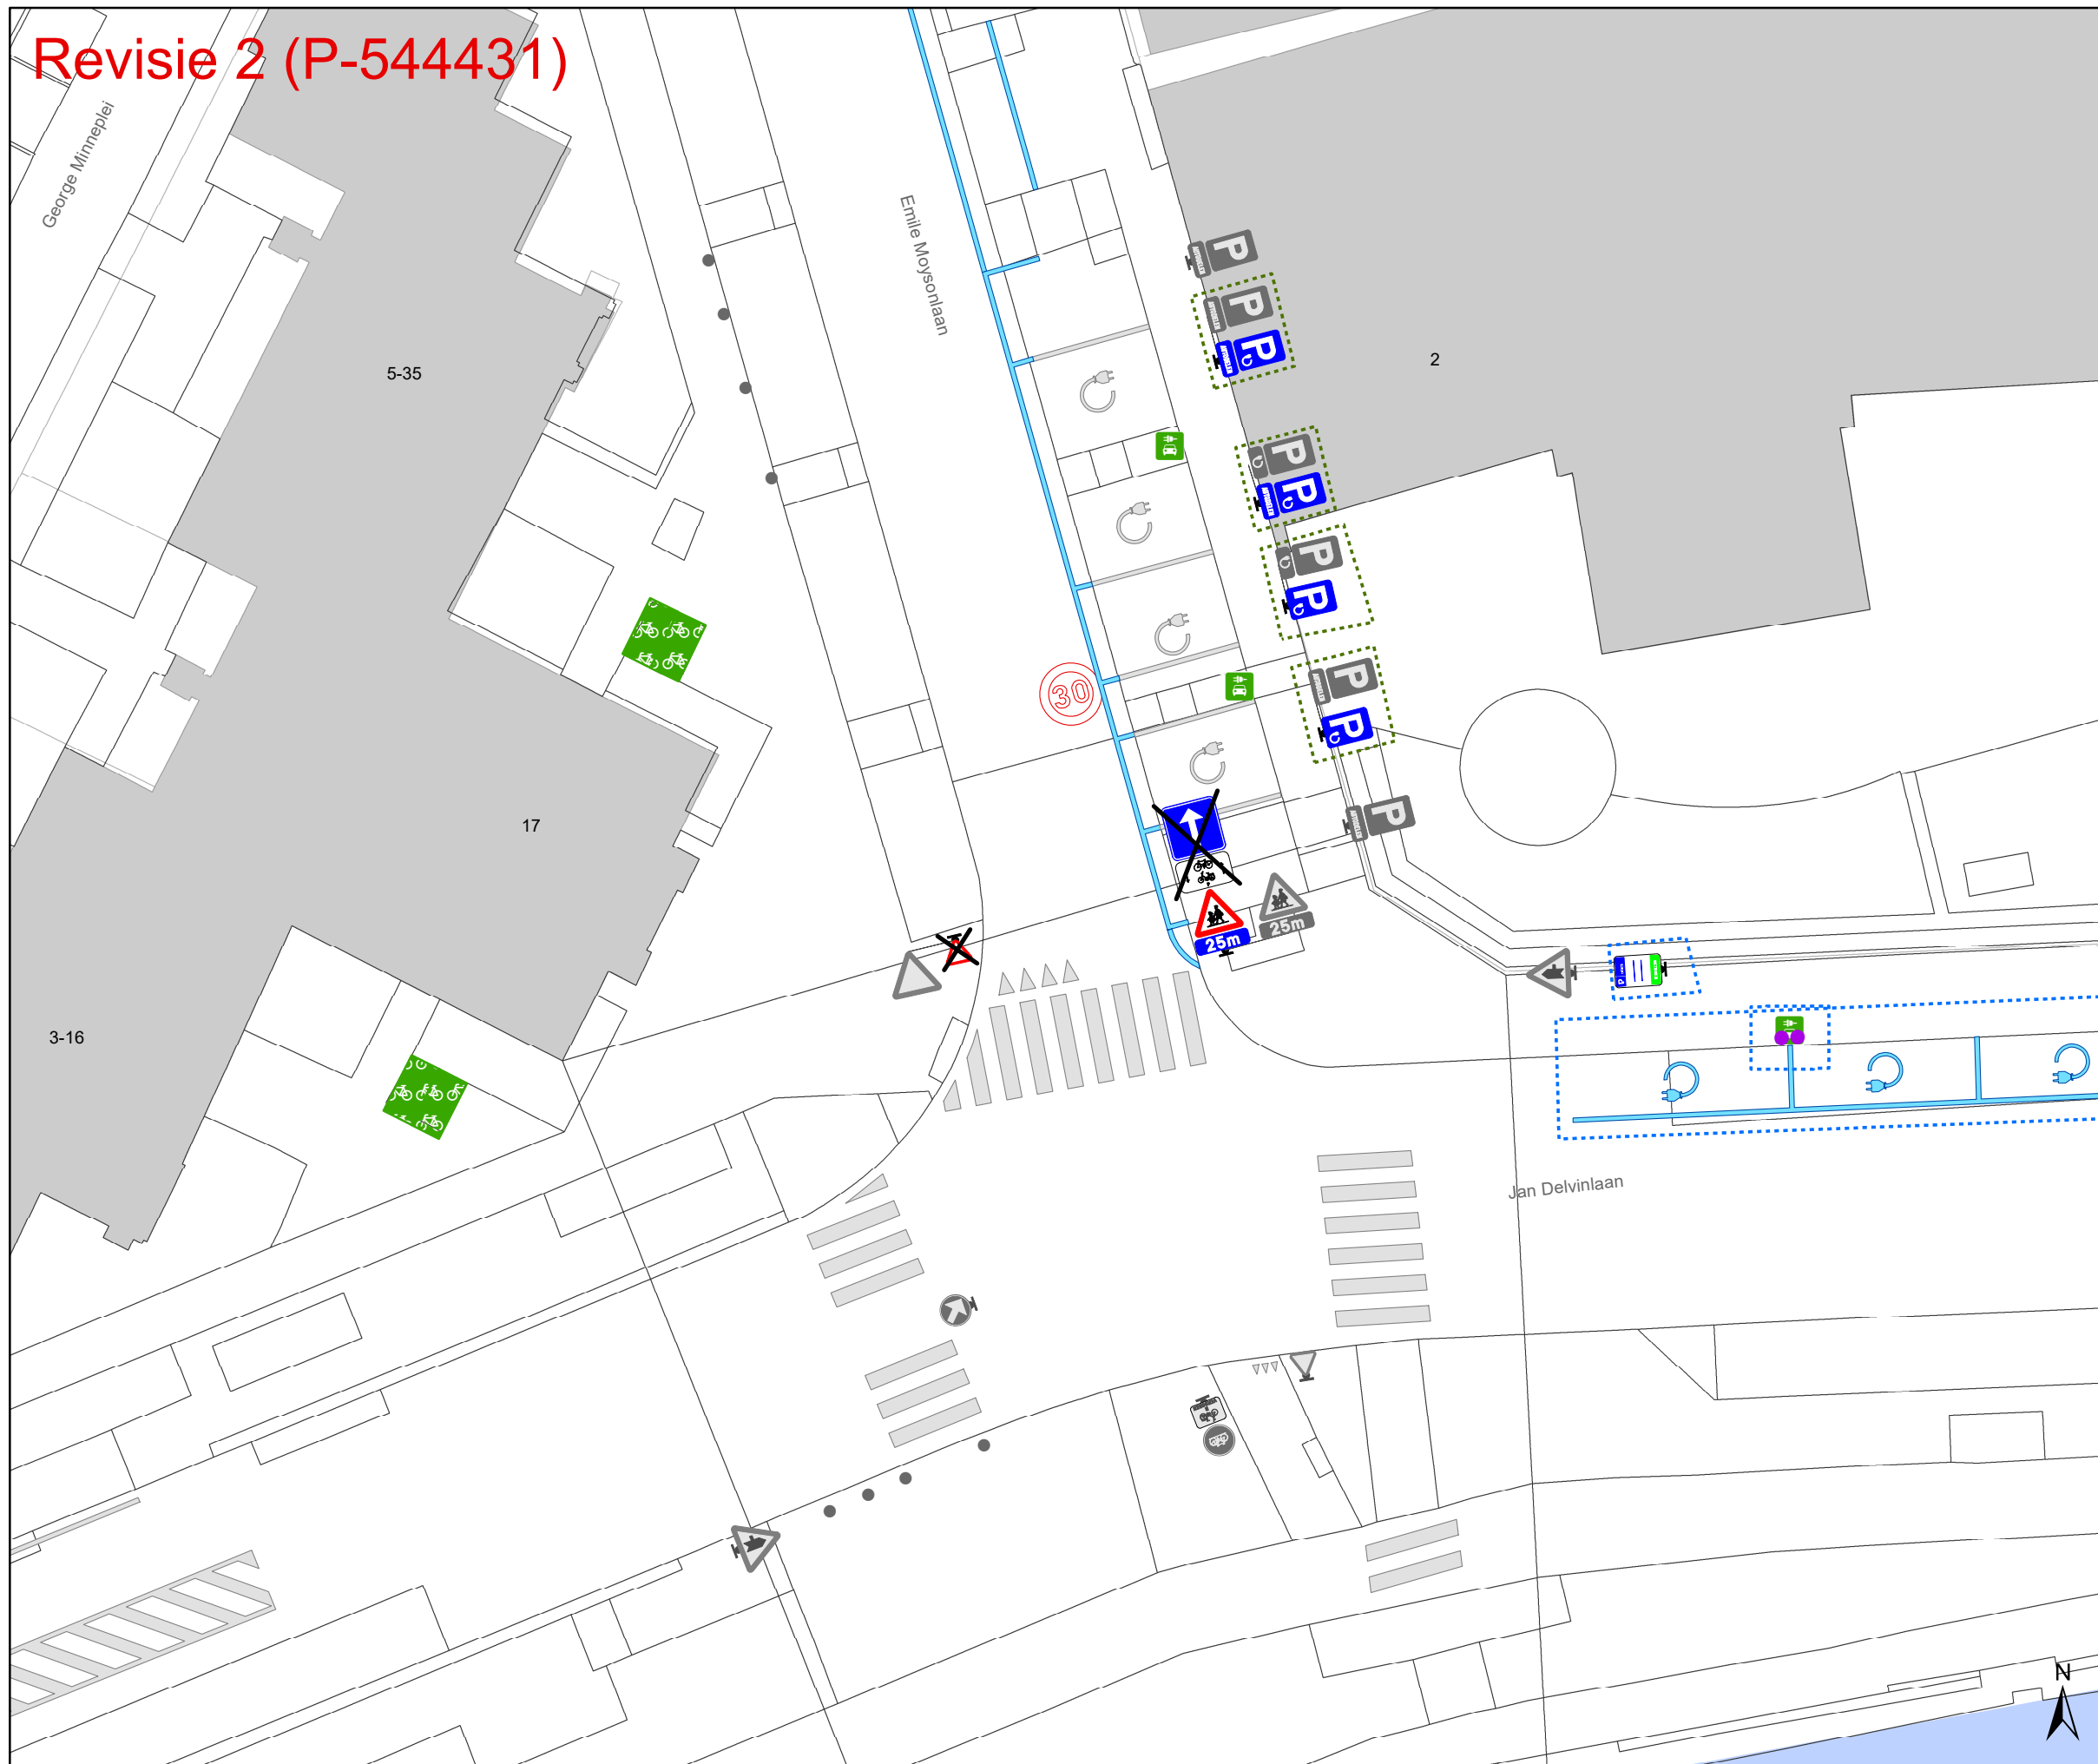 Revisie 2 (P-544431)
George Minneplei
Emile Moysonlaan
P
P
P
5-35
2
P
P
P
P
P
P
30
17
P
25m
25m
P
3-16
Jan Delvinlaan
N